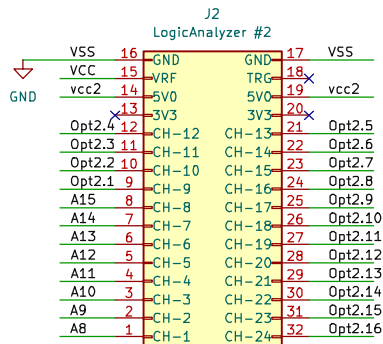 J2
LogicAnalyzer #2
VSS 16 GND GND 17 VSS
VCC 15 VRF TRG 18
GND
vcc2 14 5V0 5V0 19 vcc2
13 3V3 3V3 20
Opt2.4 12 CH-12 CH-13 21 Opt2.5
Opt2.3 11 CH-11 CH-14 22 Opt2.6
Opt2.2 10 CH-10 CH-15 23 Opt2.7
Opt2.1 9 CH-9 CH-16 24 Opt2.8
A15 8 CH-8 CH-17 25 Opt2.9
A14 7 CH-7 CH-18 26 Opt2.10
A13 6 CH-6 CH-19 27 Opt2.11
A12 5 CH-5 CH-20 28 Opt2.12
A11 4 CH-4 CH-21 29 Opt2.13
A10 3 CH-3 CH-22 30 Opt2.14
A9 2 CH-2 CH-23 31 Opt2.15
A8 1 CH-1 CH-24 32 Opt2.16